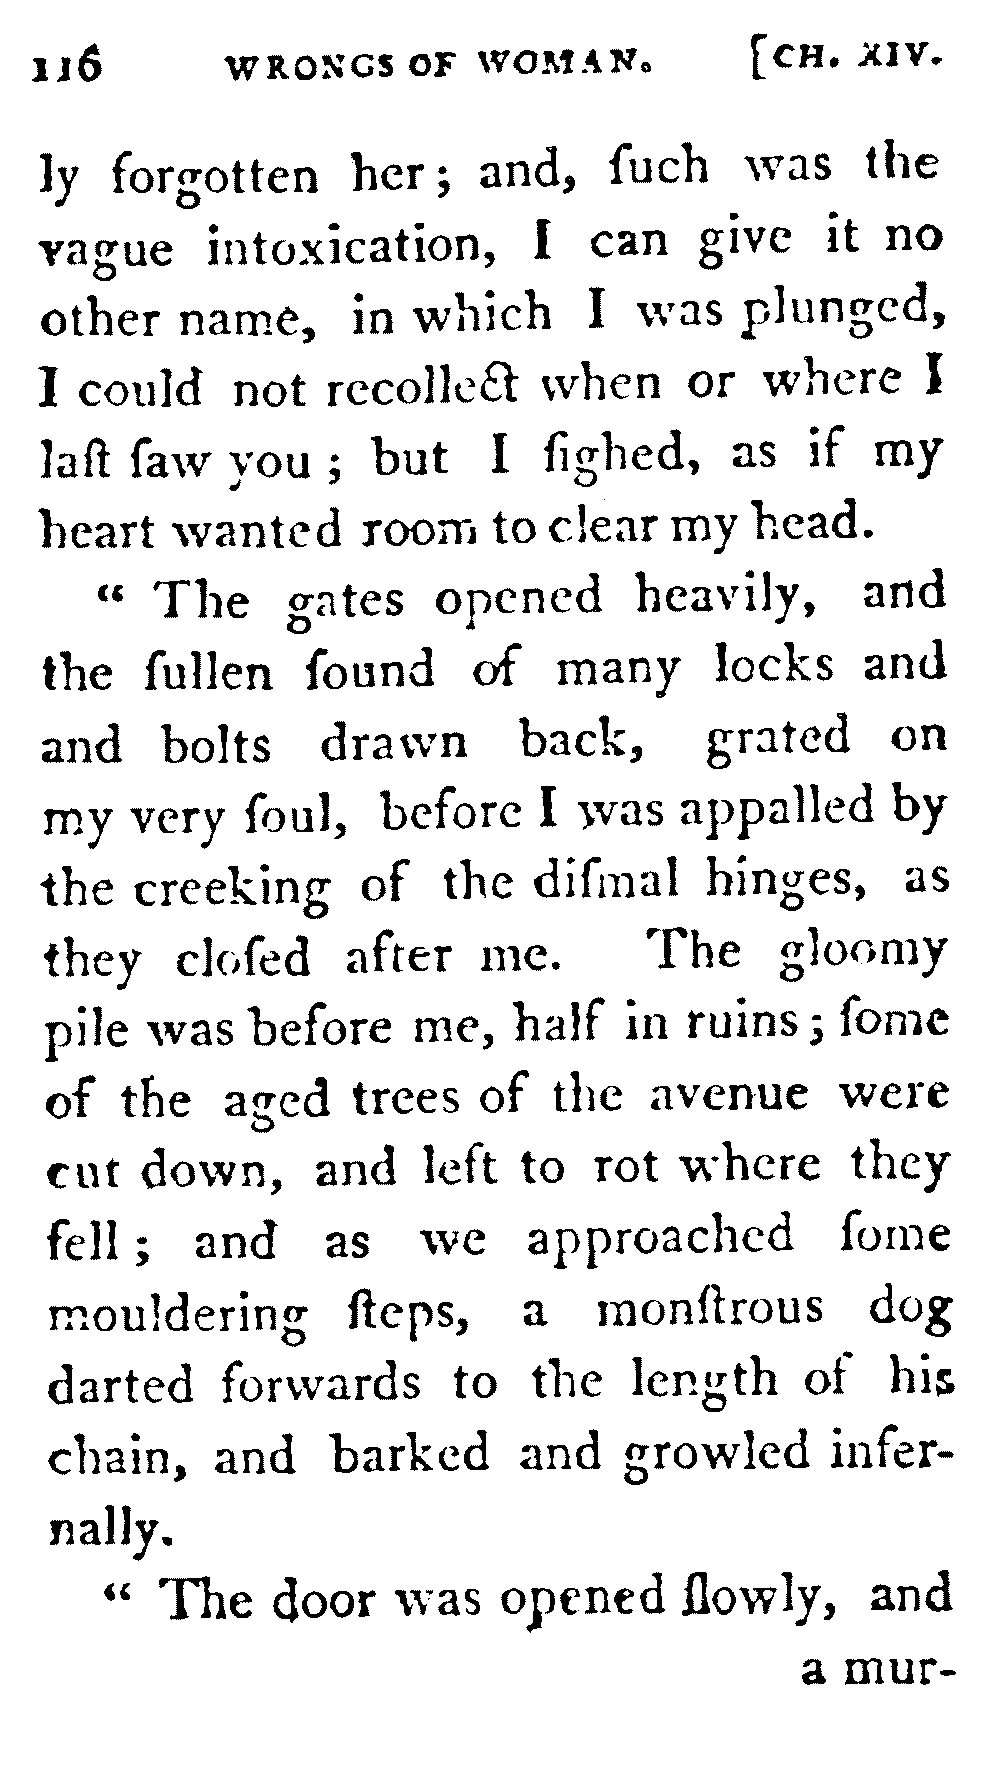 116 WRONGS OF WOMAN. [CH. XIV.
ly forgotten her; and, ſuch was the
vague intoxication, I can give it no
other name, in which I was plunged,
I could not recollect when or where I
laſt ſaw you; but I ſighed, as if my
heart wanted room to clear my head.
“ The gates opened heavily, and
the ſullen ſound of many locks and
and bolts drawn back, grated on
my very ſoul, before I was appalled by
the creeking of the diſmal hinges, as
they cloſed after me. The gloomy
pile was before me, half in ruins; ſome
of the aged trees of the avenue were
cut down, and left to rot where they
fell; and as we approached ſome
mouldering ſteps, a monſtrous dog
darted forwards to the length of his
chain, and barked and growled infer-
nally.
“ The door was opened ſlowly, and
a mur-